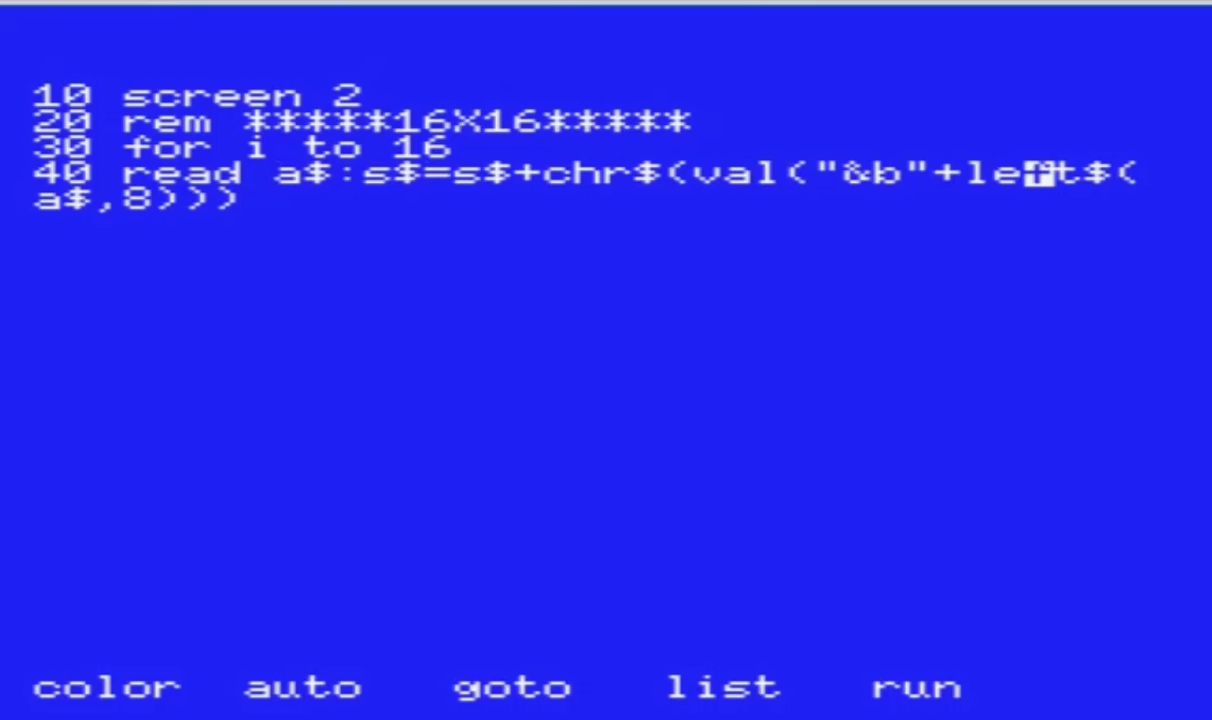 10 screen 2
20 rem *****16X16*****
30 for i to 16
40 read a$:s$=s$+chr$(val("&b"+left$(
a$,8)))
color auto goto list run